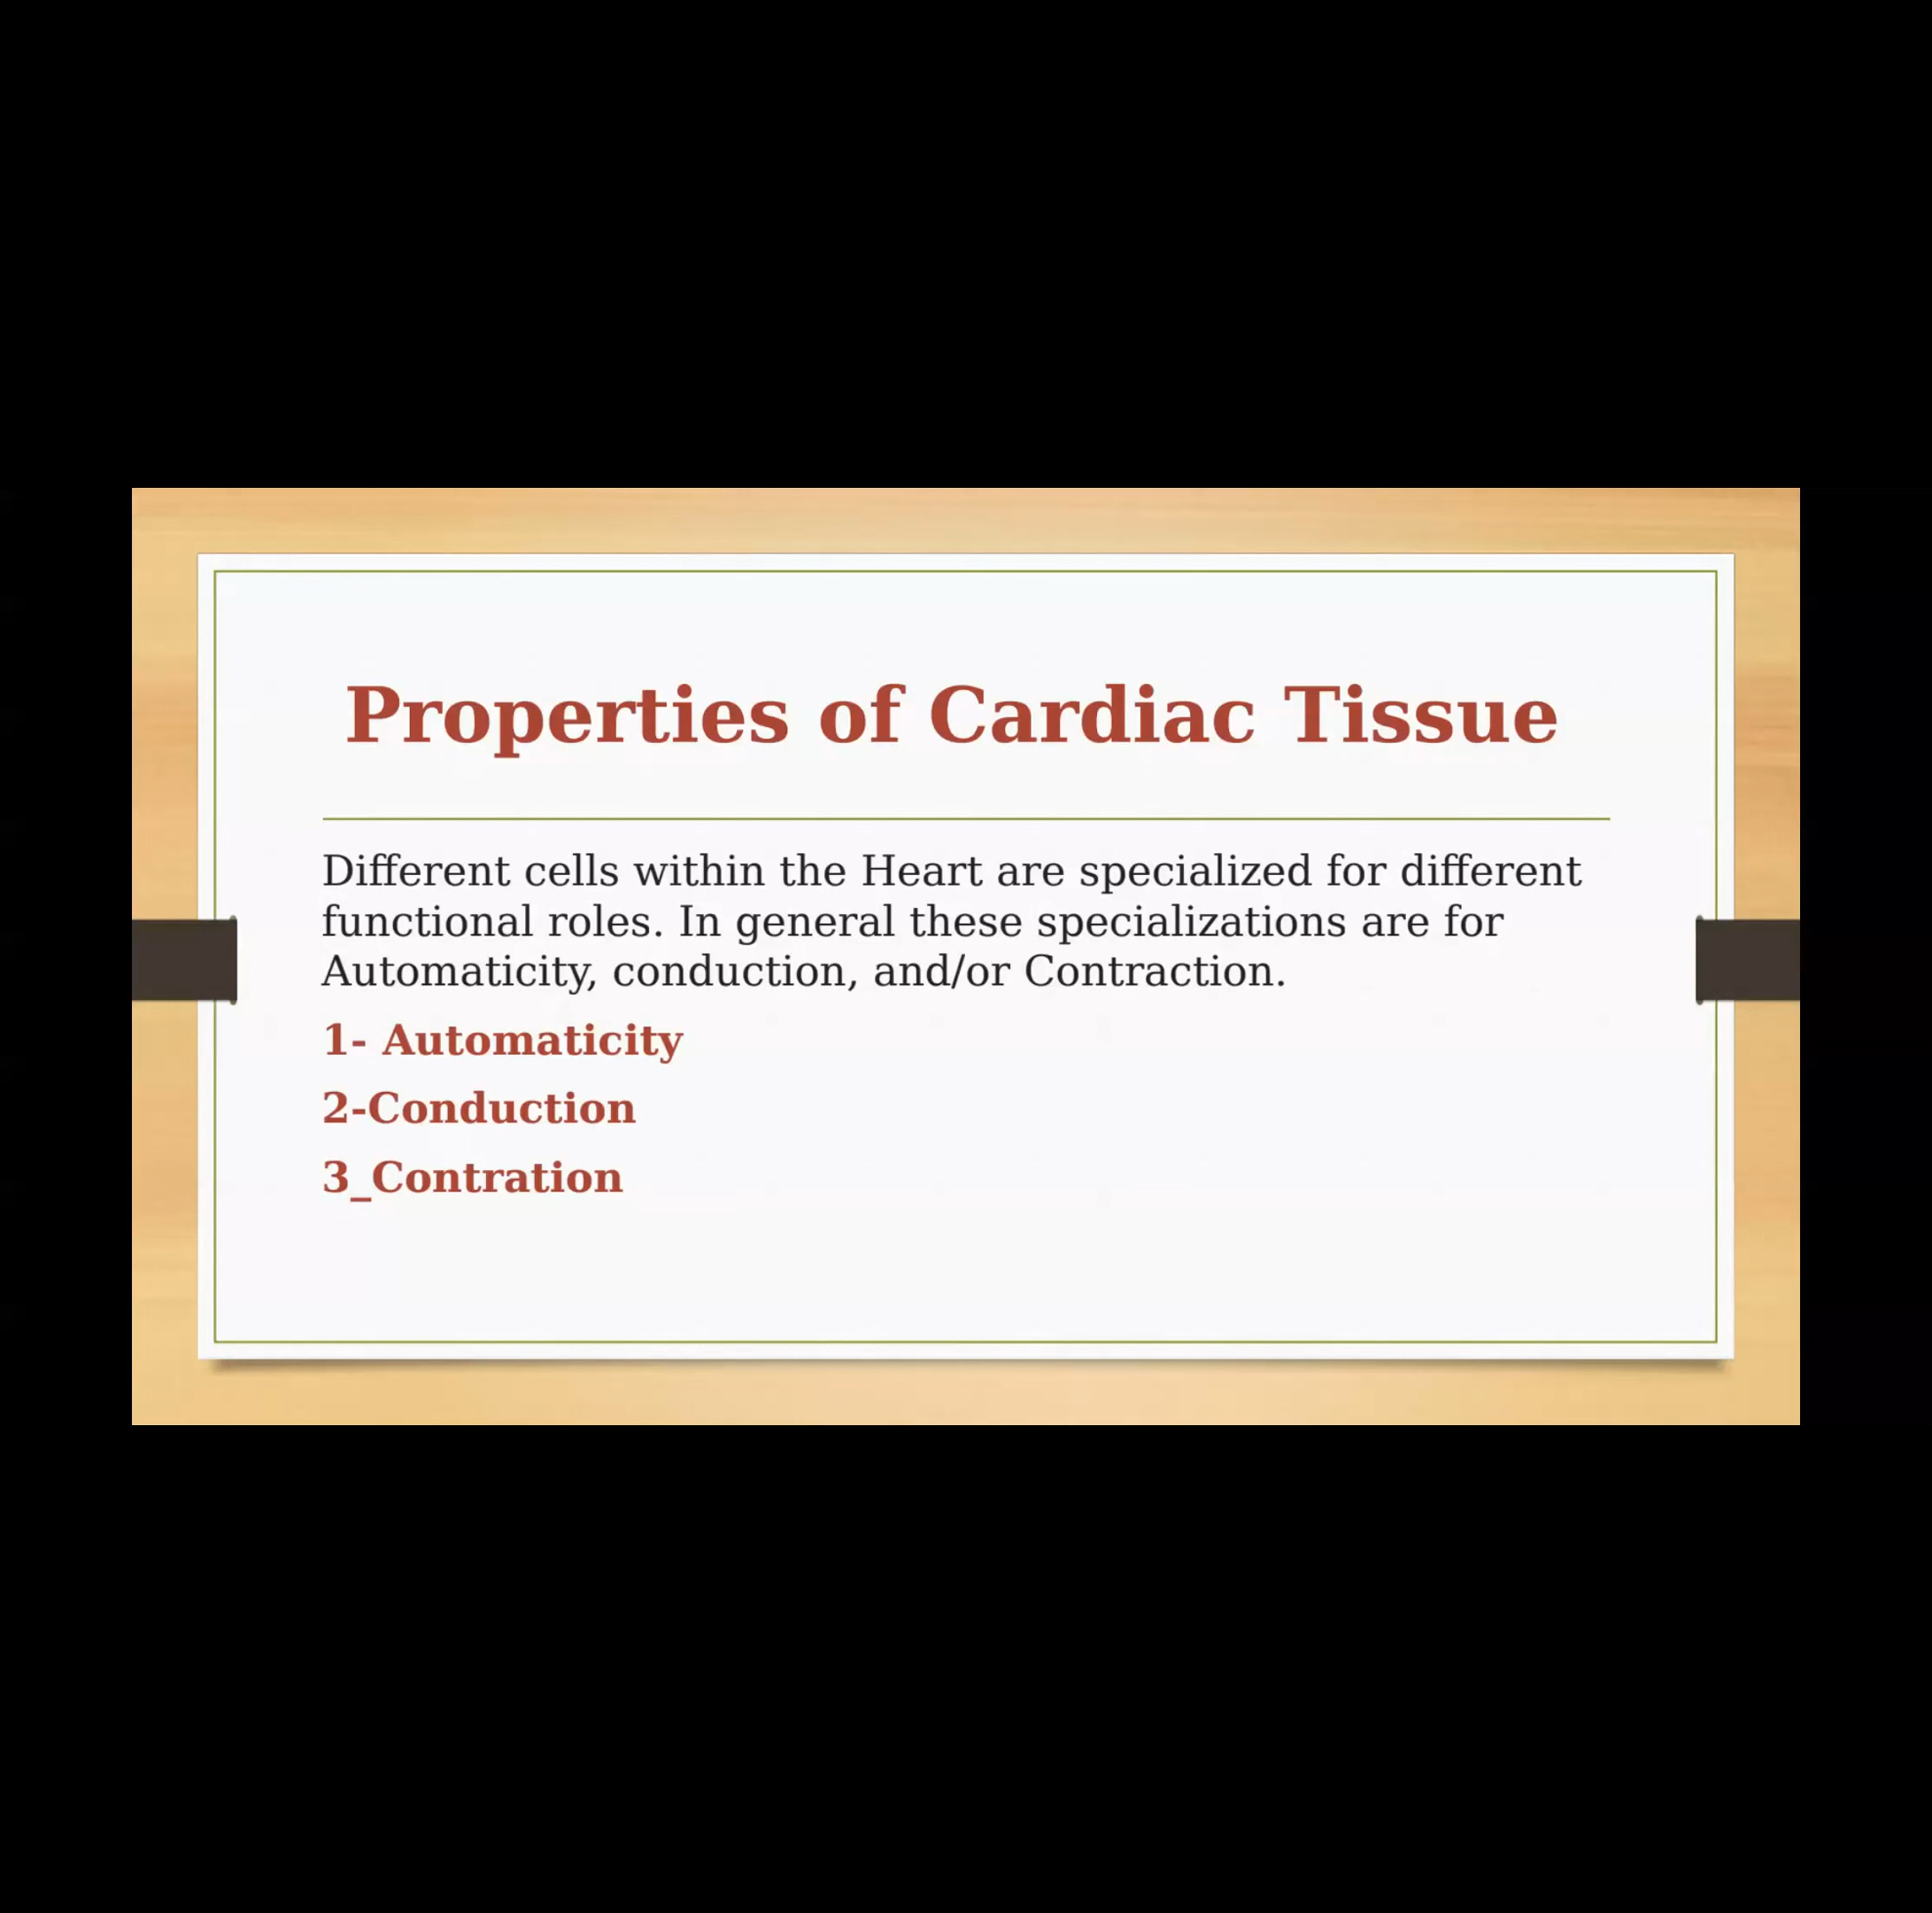 Properties of Cardiac Tissue
Different cells within the Heart are specialized for different
functional roles. In general these specializations are for
Automaticity, conduction, and/or Contraction.
1- Automaticity
2-Conduction
3_Contration